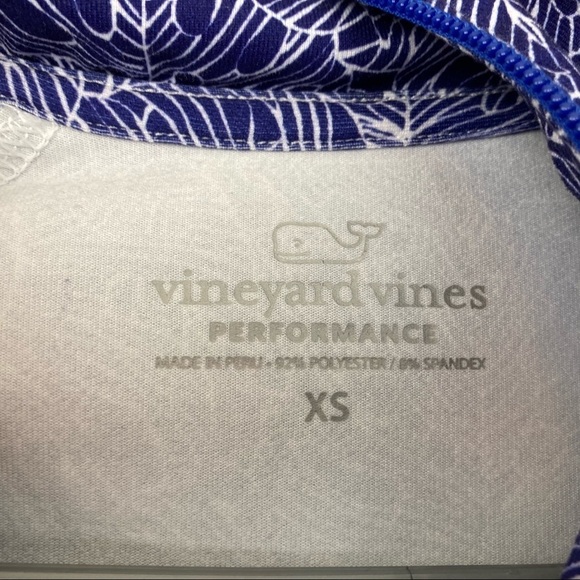 vineyard vines
PERFORMANCE
MADE IN PERU • 92% POLYESTER / 8% SPANDEX
XS